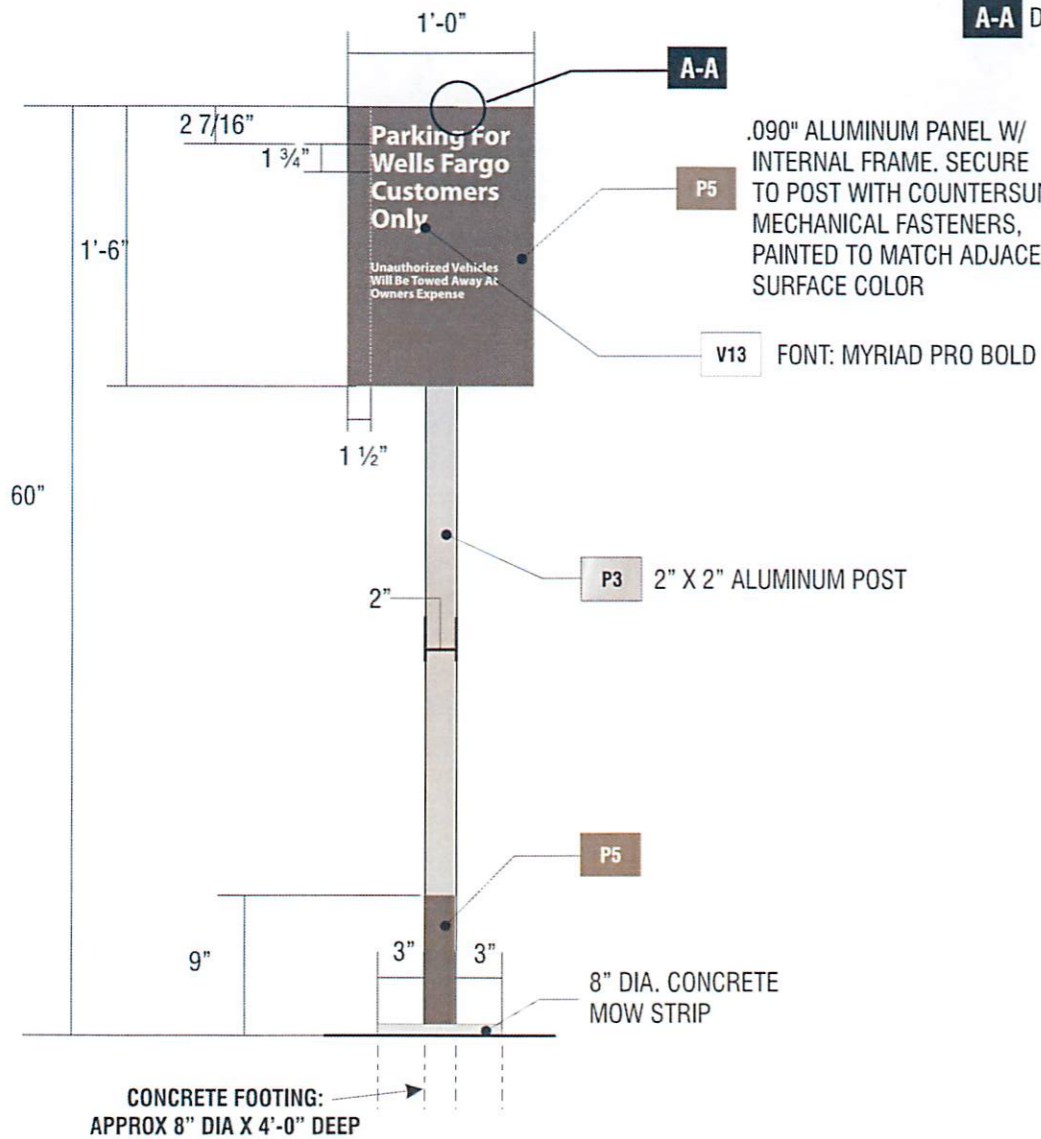 1'-0"
A-A
A-A
2 7/16"
1 ¾"
1'-6"
Parking For
Wells Fargo
Customers
Only
Unauthorized Vehicles
Will Be Towed Away At
Owners Expense
P5
.090" ALUMINUM PANEL W/
INTERNAL FRAME. SECURE
TO POST WITH
MECHANICAL FASTENERS,
PAINTED TO MATCH
SURFACE COLOR
V13 FONT: MYRIAD PRO BOLD
1 ½"
60"
P3 2" X 2" ALUMINUM POST
2"
P5
9"
3" 3"
8" DIA. CONCRETE
MOW STRIP
CONCRETE FOOTING:
APPROX 8" DIA X 4'-0" DEEP